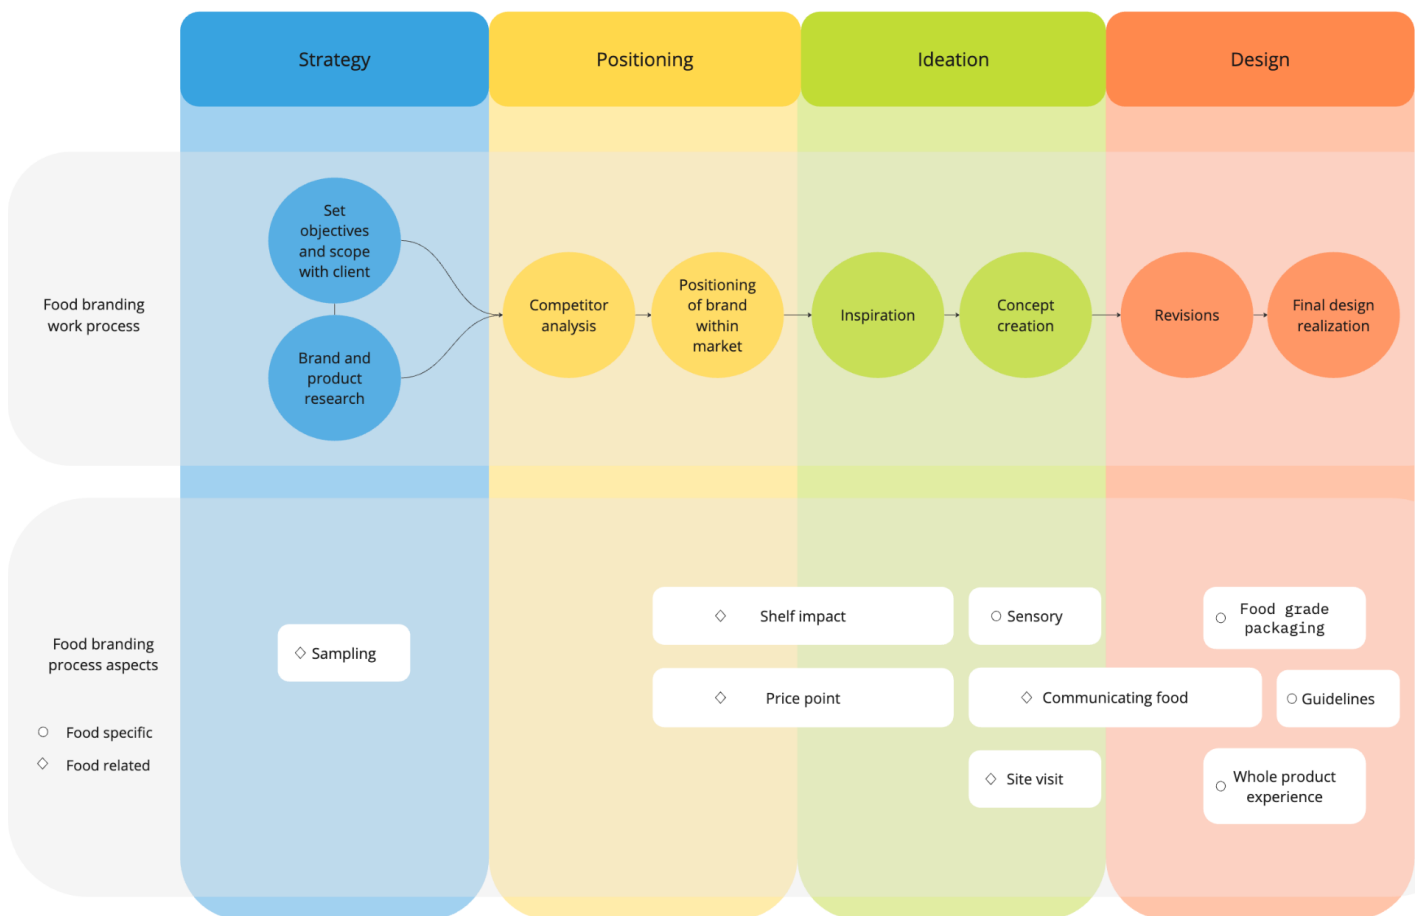 Strategy
Positioning
Ideation
Design
Food branding
work process
Set
objectives
and scope
with client
Brand and
product
research
Competitor
analysis
Positioning
of brand
within
market
Inspiration
Concept
creation
Revisions
Final design
realization
Food branding
process aspects
Food specific
Food related
Sampling
Shelf impact
Price point
Sensory
Communicating food
Site visit
Food grade
packaging
Guidelines
Whole product
experience